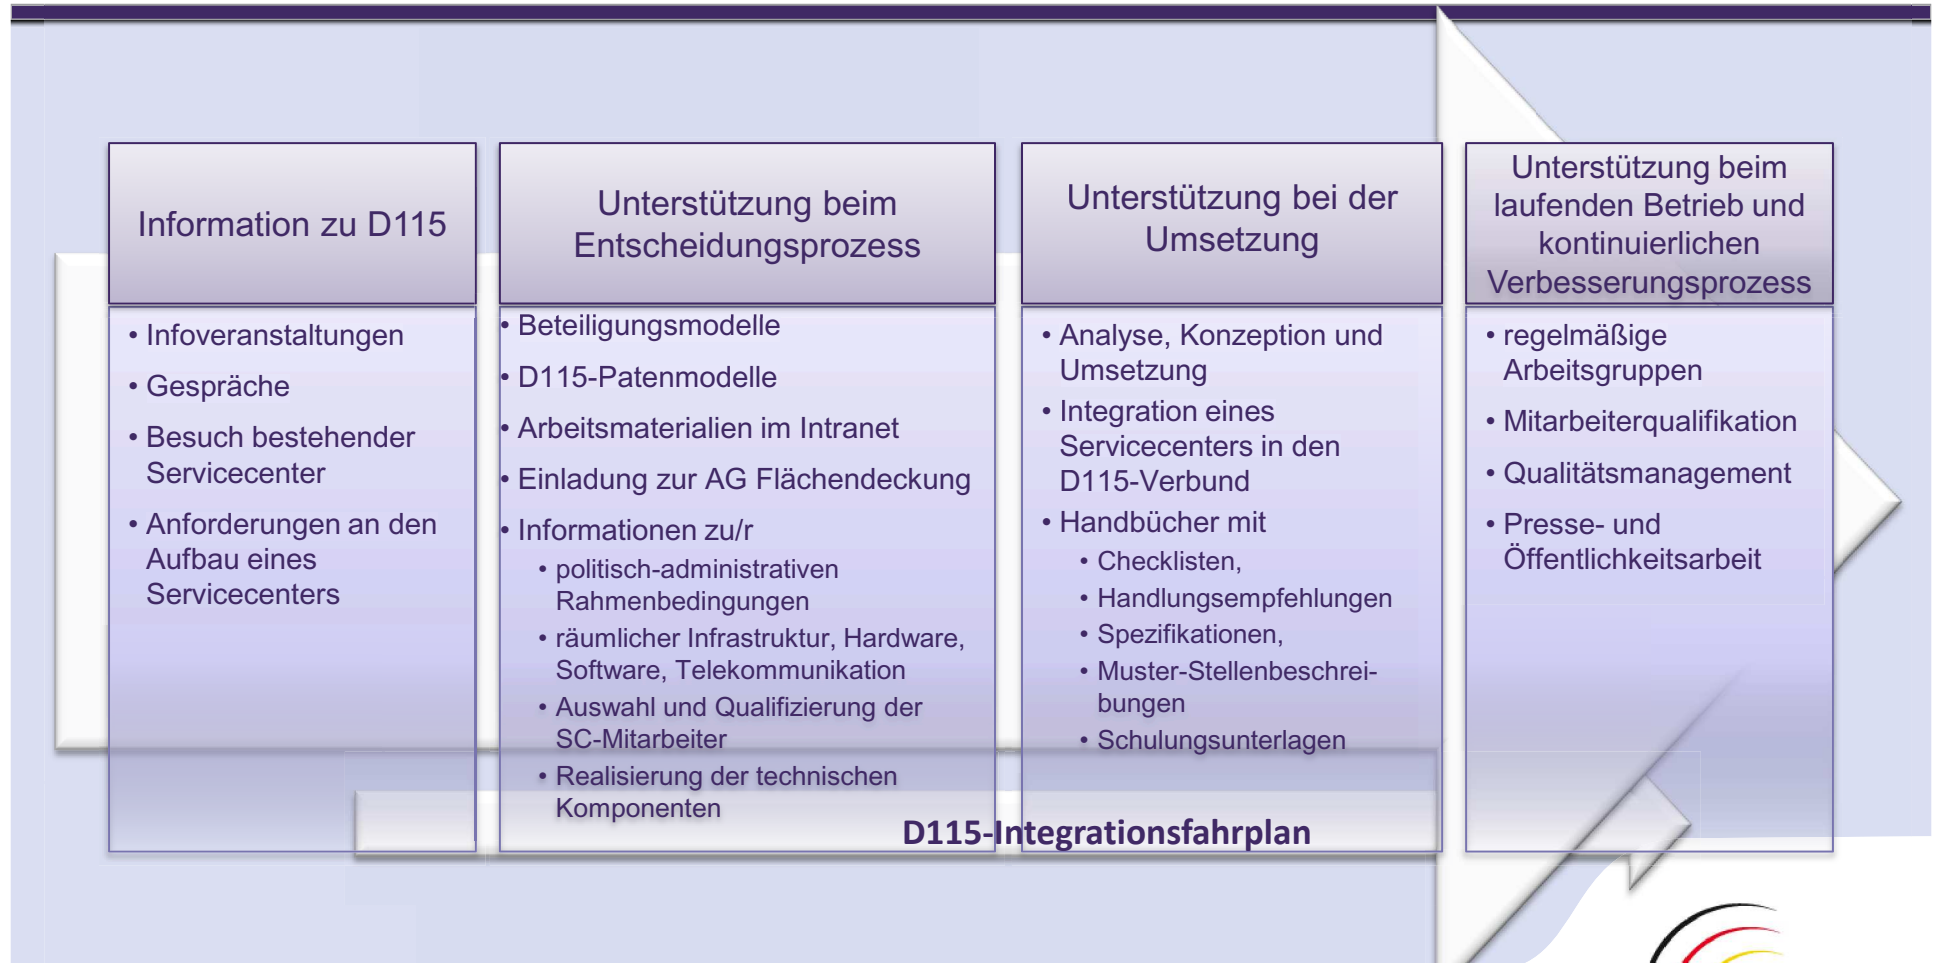 Information zu D115
• Infoveranstaltungen
• Gespräche
• Besuch bestehender
Servicecenter
• Anforderungen an den
Aufbau eines
Servicecenters
Unterstützung beim
Entscheidungsprozess
• Beteiligungsmodelle
• D115-Patenmodelle
• Arbeitsmaterialien im Intranet
• Einladung zur AG Flächendeckung
• Informationen zu/r
• politisch-administrativen
Rahmenbedingungen
• räumlicher Infrastruktur, Hardware,
Software, Telekommunikation
• Auswahl und Qualifizierung der
SC-Mitarbeiter
• Realisierung der technischen
Komponenten
Unterstützung bei der
Umsetzung
• Analyse, Konzeption und
Umsetzung
• Integration eines
Servicecenters in den
D115-Verbund
• Handbücher mit
• Checklisten,
• Handlungsempfehlungen
• Spezifikationen,
• Muster-Stellenbeschrei-
bungen
• Schulungsunterlagen
Unterstützung beim
laufenden Betrieb und
kontinuierlichen
Verbesserungsprozess
• regelmäßige
Arbeitsgruppen
• Mitarbeiterqualifikation
• Qualitätsmanagement
• Presse- und
Öffentlichkeitsarbeit
D115-Integrationsfahrplan